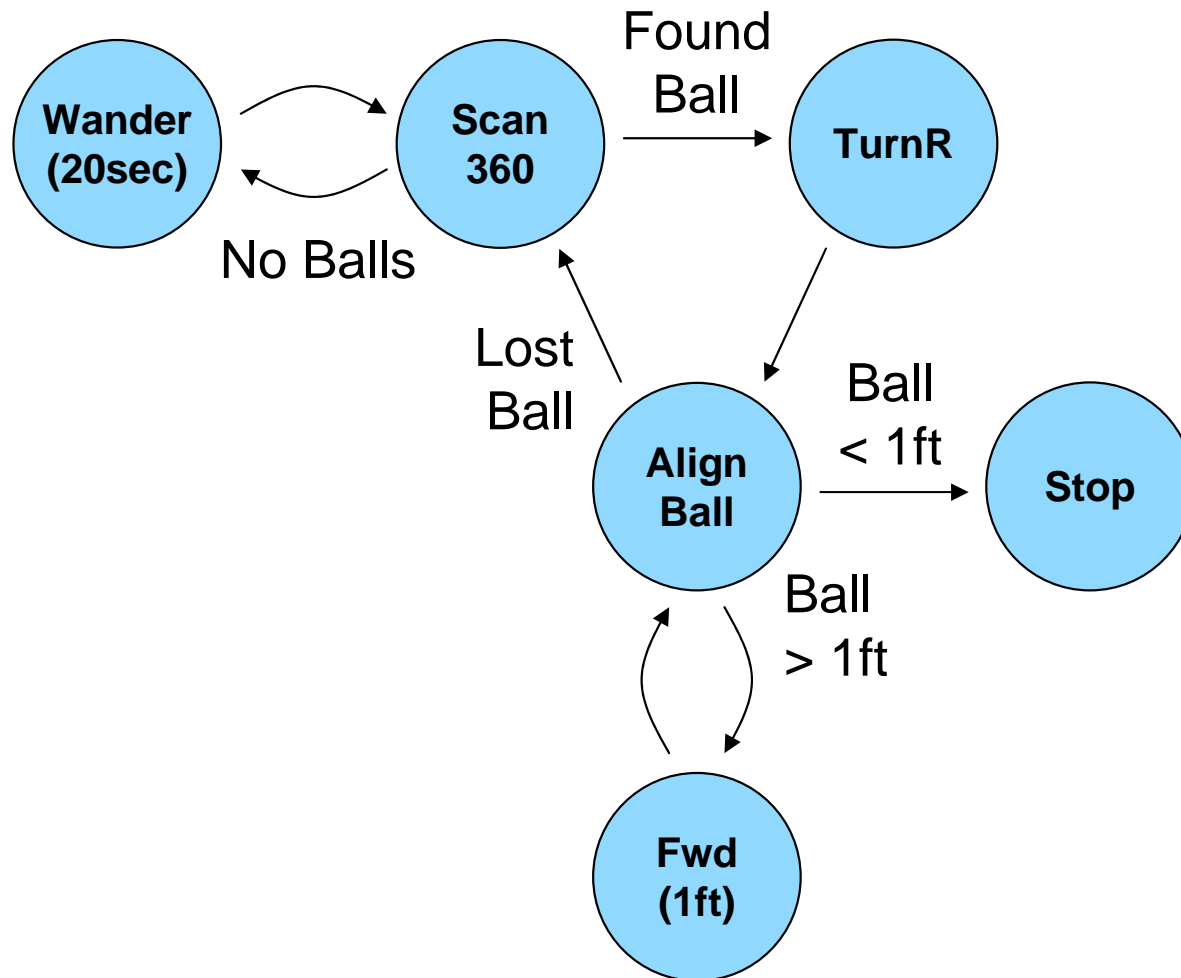 Found
Ball
Wander
(20sec)
Scan
360
TurnR
No Balls
Lost
Ball
Ball
< 1ft
Align
Ball
Stop
Ball
> 1ft
Fwd
(1ft)